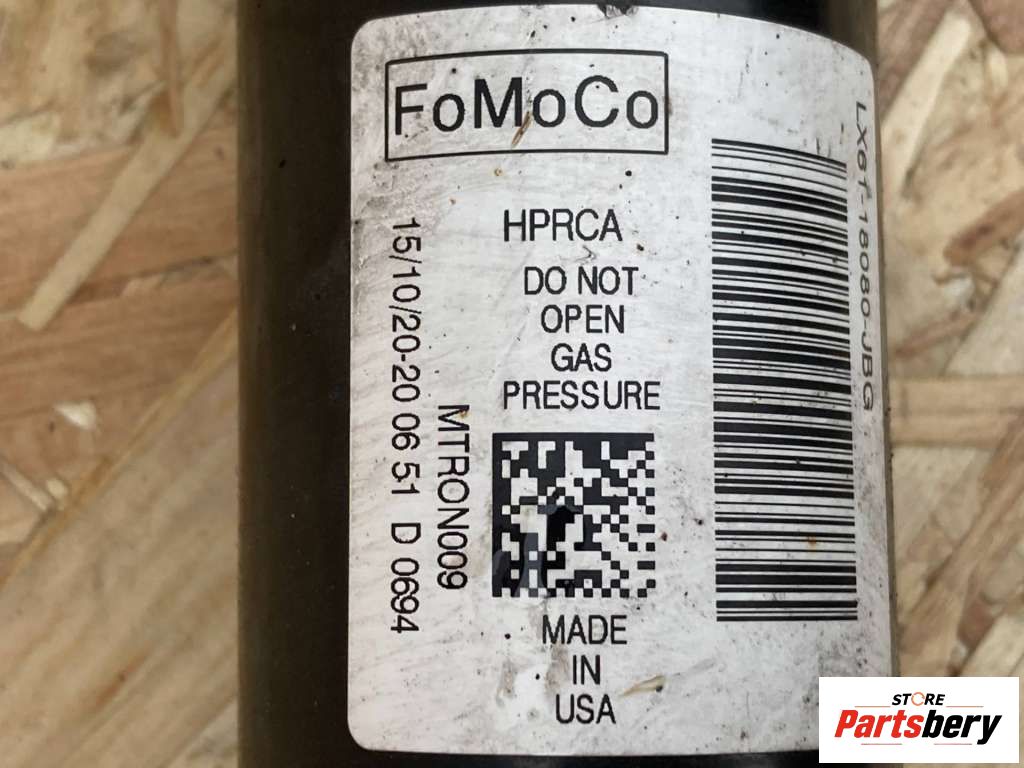 FoMoCo
HPRCA
DO NOT
OPEN
GAS
PRESSURE
MADE
IN
USA
15/10/20-20 06 51 D 0694
MTRON009
LX61-18080-JBG
STORE
Partsbery